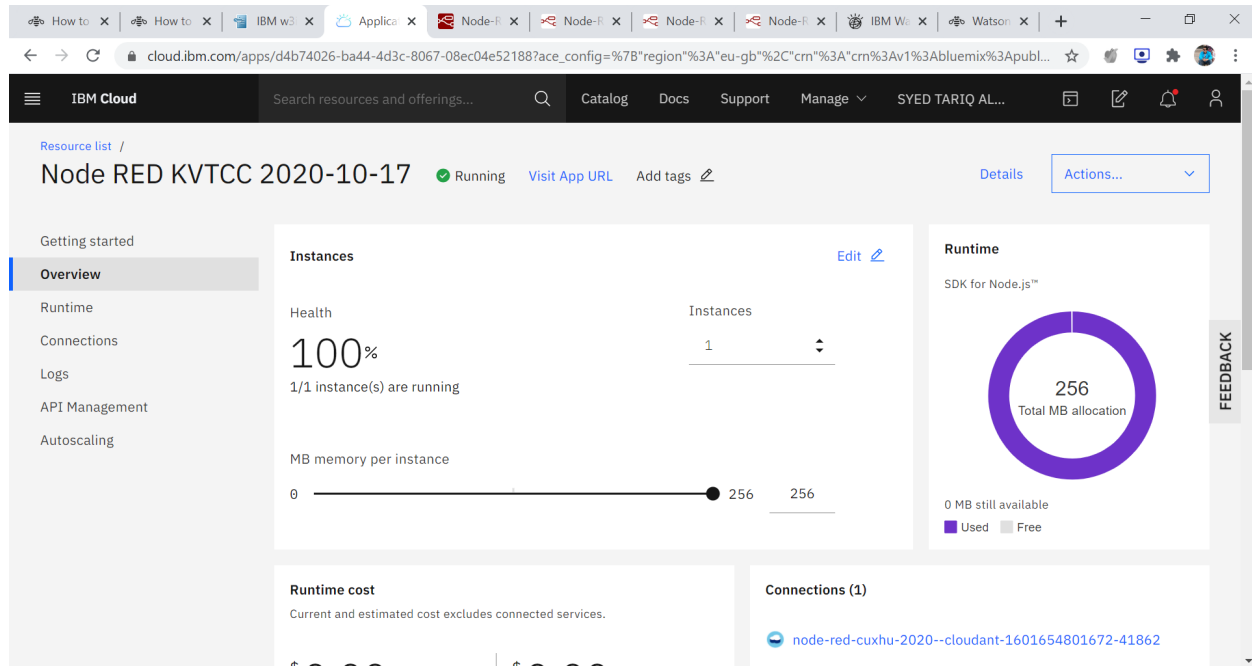 How to
How to
IBM w3
Applica
Node-R
Node-R
Node-R
Node-R
IBM Wa
Watson
cloud.ibm.com/apps/d4b74026-ba44-4d3c-8067-08ec04e52188?ace_config=%7B"region"%3A"eu-gb"%2C"crn"%3A"crn%3Av1%3Abluemix%3Apubl...
IBM Cloud
Search resources and offerings...
Catalog
Docs
Support
Manage
SYED TARIQ AL...
Resource list /
Node RED KVTCC 2020-10-17
Running
Visit App URL
Add tags
Details
Actions...
Getting started
Overview
Runtime
Connections
Logs
API Management
Autoscaling
Instances
Edit
Health
100%
1/1 instance(s) are running
Instances
1
MB memory per instance
0
256
256
Runtime
SDK for Node.js™
256
Total MB allocation
0 MB still available
Used
Free
FEEDBACK
Runtime cost
Current and estimated cost excludes connected services.
Connections (1)
node-red-cuxhu-2020--cloudant-1601654801672-41862